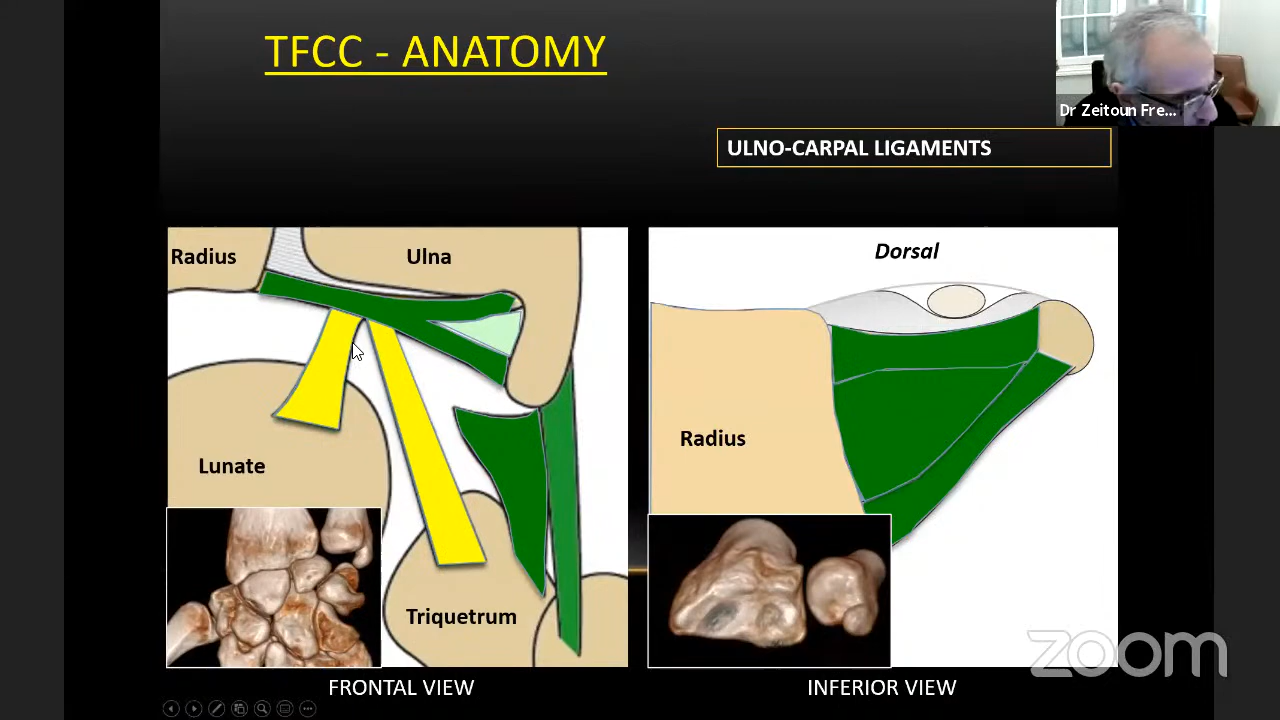 TFCC - ANATOMY
Dr Zeitoun Fre...
ULNO-CARPAL LIGAMENTS
Radius
Ulna
Lunate
Triquetrum
FRONTAL VIEW
Dorsal
Radius
INFERIOR VIEW
zoom